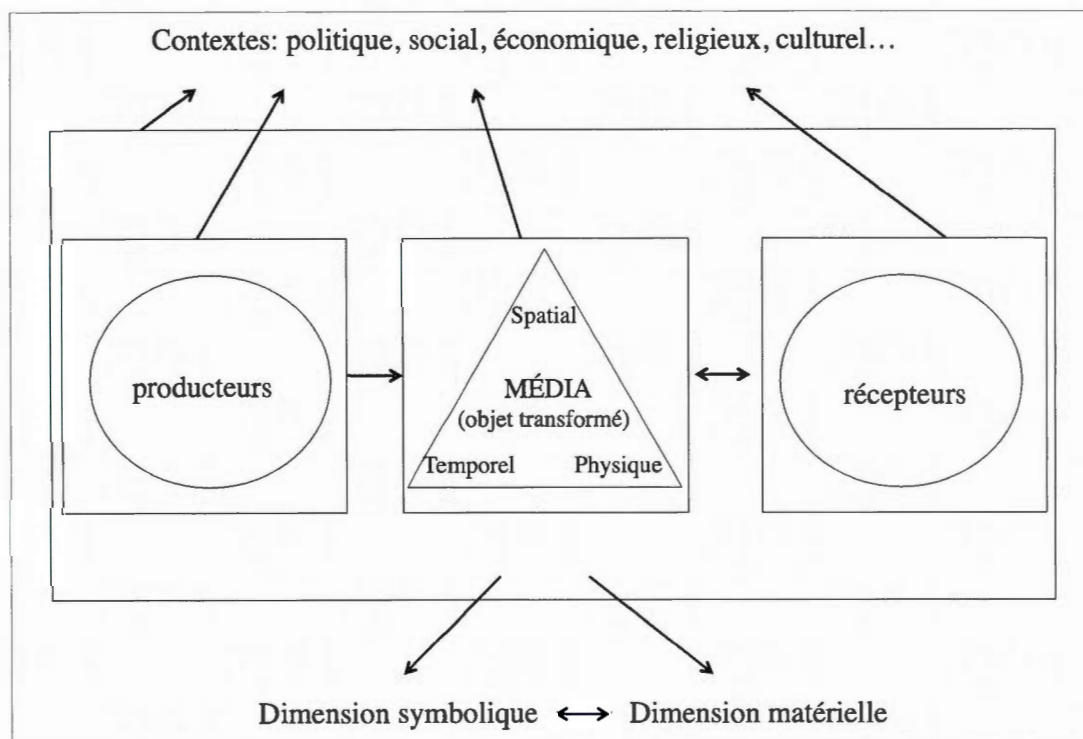 Contextes: politique, social, économique, religieux, culturel...
Spatial
producteurs
MÉDIA
(objet transformé)
récepteurs
Temporel Physique
Dimension symbolique ↔ Dimension matérielle